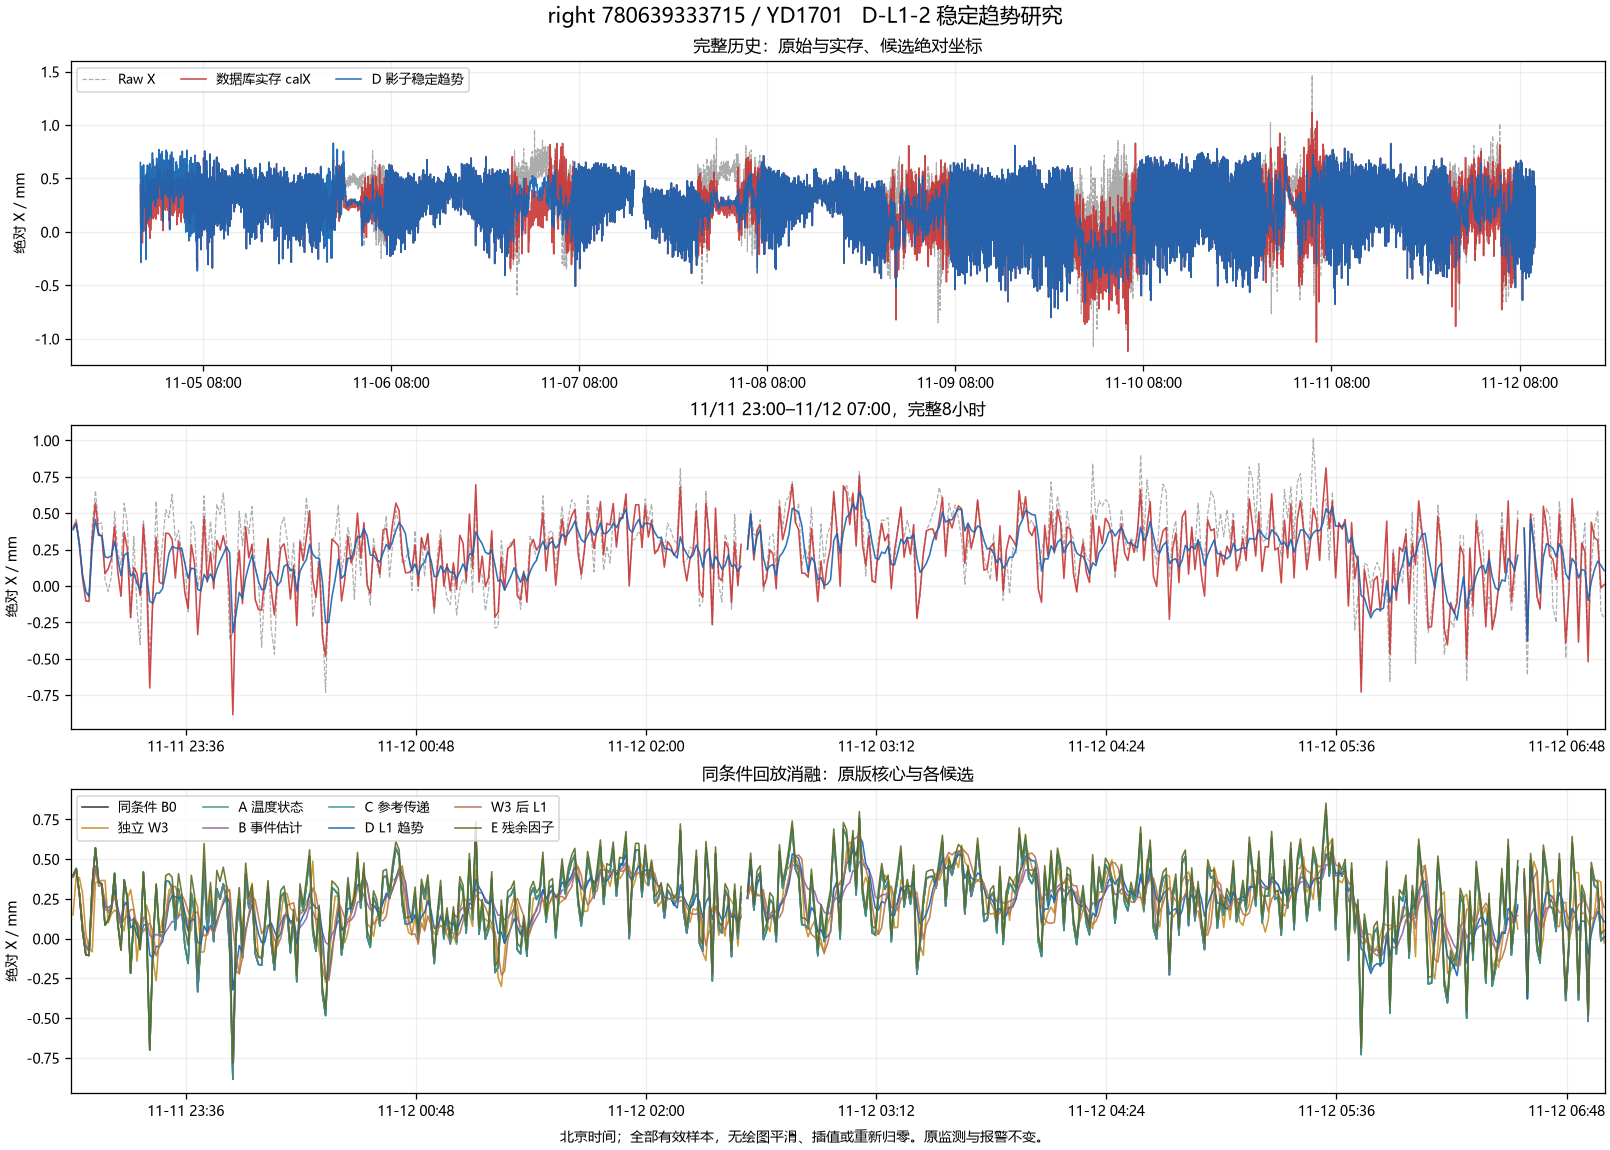 right 780639333715 / YD1701   D-L1-2 稳定趋势研究
完整历史：原始与实存、候选绝对坐标
Raw X   数据库实存 calX   D 影子稳定趋势
绝对 X / mm
1.5
1.0
0.5
0.0
-0.5
-1.0
11-05 08:00   11-06 08:00   11-07 08:00   11-08 08:00   11-09 08:00   11-10 08:00   11-11 08:00   11-12 08:00
11/11 23:00–11/12 07:00，完整8小时
绝对 X / mm
1.00
0.75
0.50
0.25
0.00
-0.25
-0.50
-0.75
11-11 23:36   11-12 00:48   11-12 02:00   11-12 03:12   11-12 04:24   11-12 05:36   11-12 06:48
同条件回放消融：原版核心与各候选
同条件 B0   A 温度状态   C 参考传递   W3 后 L1
独立 W3   B 事件估计   D L1 趋势   E 残余因子
绝对 X / mm
0.75
0.50
0.25
0.00
-0.25
-0.50
-0.75
11-11 23:36   11-12 00:48   11-12 02:00   11-12 03:12   11-12 04:24   11-12 05:36   11-12 06:48
北京时间；全部有效样本，无绘图平滑、插值或重新归零。原监测与报警不变。